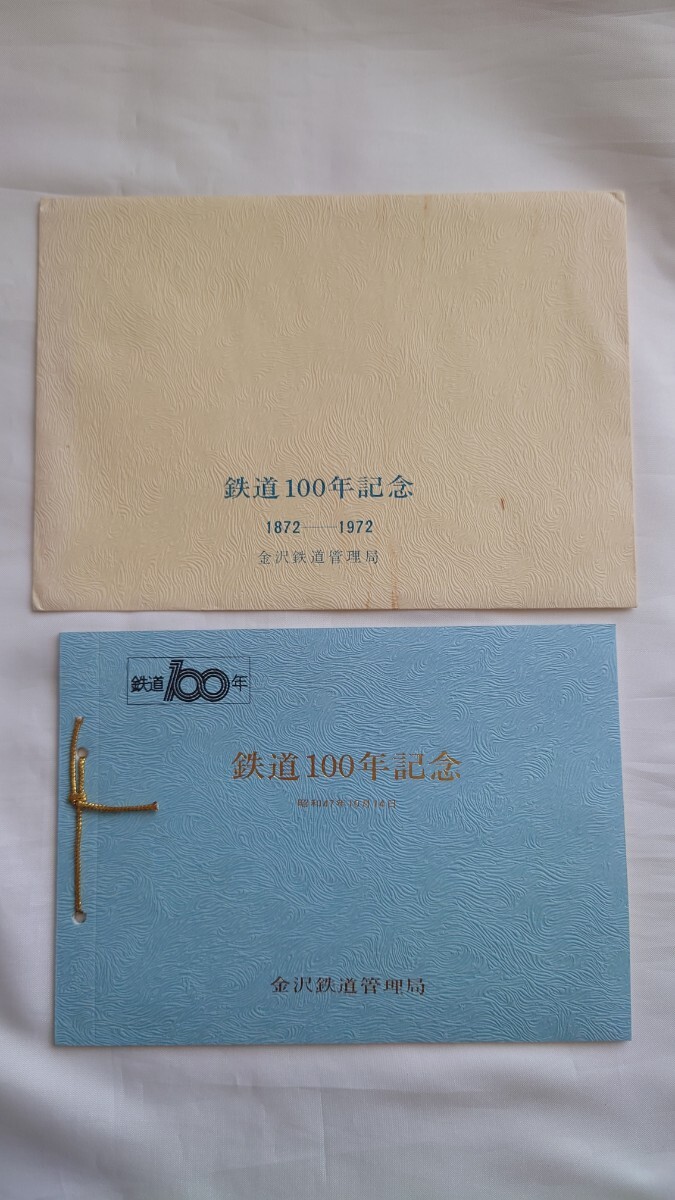 鉄道100年記念
1872——1972
金沢鉄道管理局
鉄道100年
鉄道100年記念
昭和47年10月14日
金沢鉄道管理局